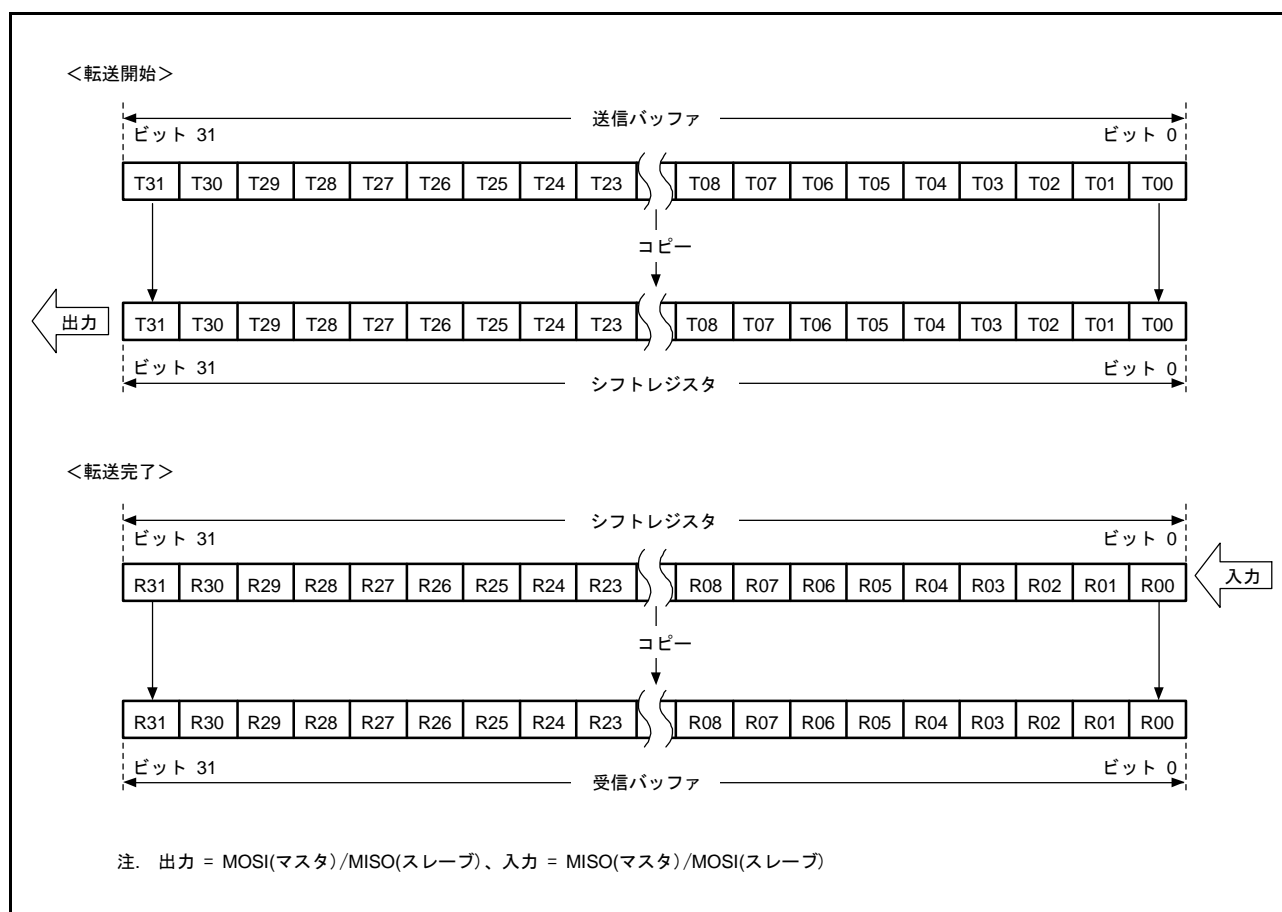 ＜転送開始＞
送信バッファ
ビット 31 ビット 0
T31 T30 T29 T28 T27 T26 T25 T24 T23 T08 T07 T06 T05 T04 T03 T02 T01 T00
コピー
出力 T31 T30 T29 T28 T27 T26 T25 T24 T23 T08 T07 T06 T05 T04 T03 T02 T01 T00
ビット 31 ビット 0
シフトレジスタ
＜転送完了＞
シフトレジスタ
ビット 31 ビット 0
R31 R30 R29 R28 R27 R26 R25 R24 R23 R08 R07 R06 R05 R04 R03 R02 R01 R00 入力
コピー
R31 R30 R29 R28 R27 R26 R25 R24 R23 R08 R07 R06 R05 R04 R03 R02 R01 R00
ビット 31 ビット 0
受信バッファ
注. 出力 = MOSI(マスタ)/MISO(スレーブ)、入力 = MISO(マスタ)/MOSI(スレーブ)